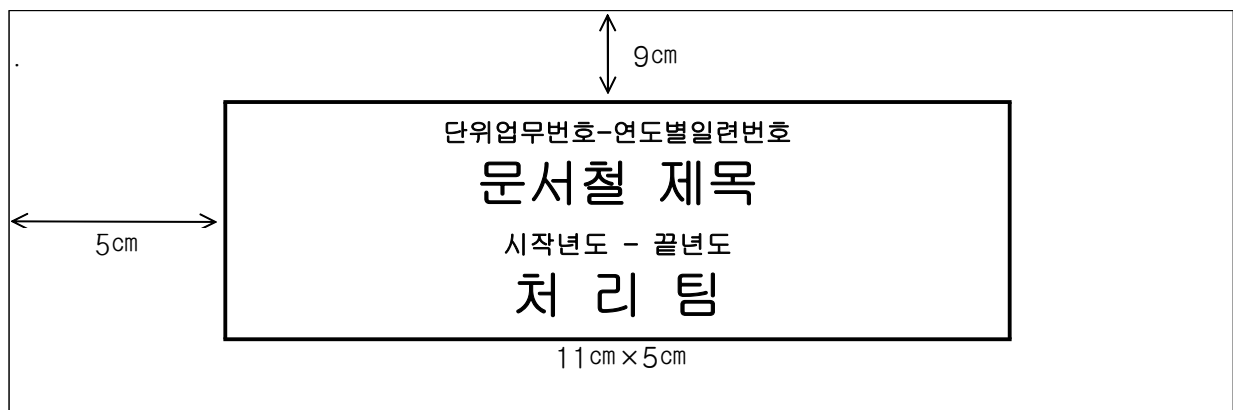 9㎝
.
단위업무번호-연도별일련번호
문서철 제목
5㎝
시작년도 - 끝년도
처 리 팀
11㎝×5㎝